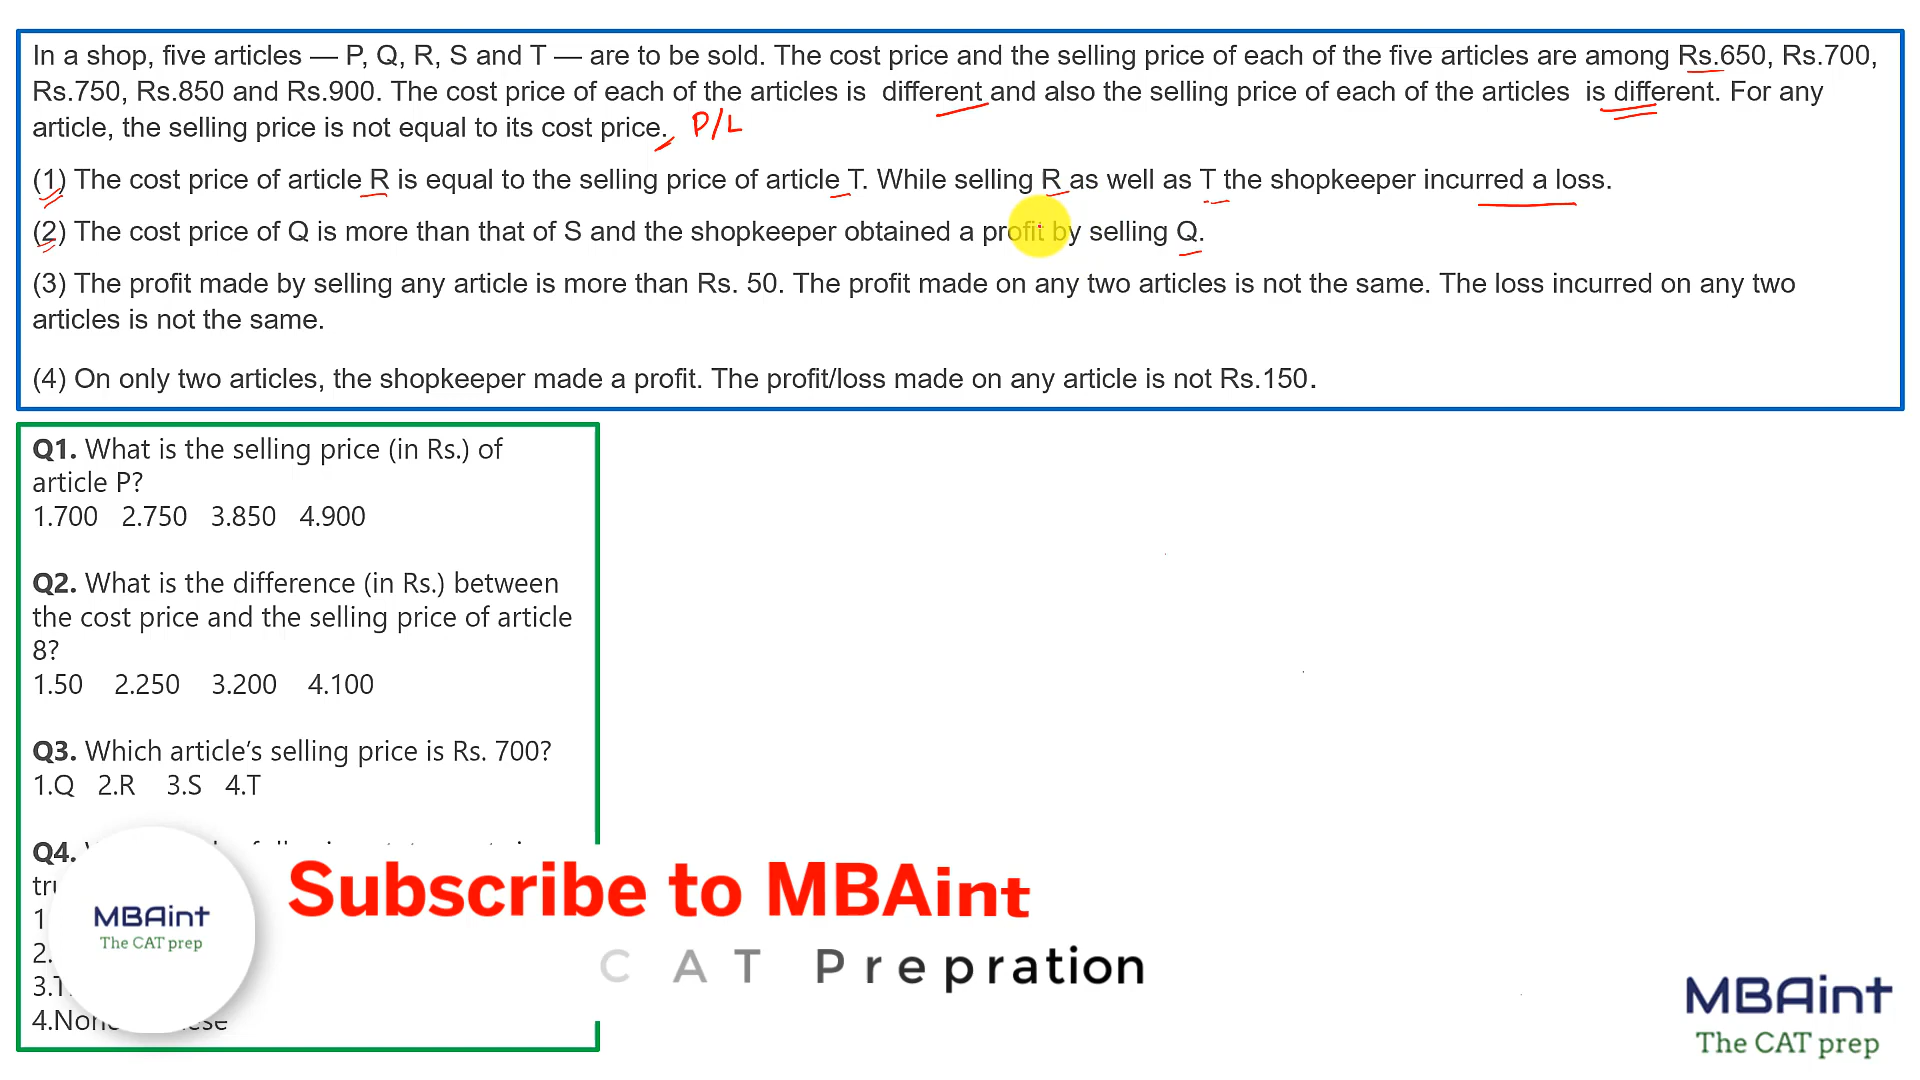 In a shop, five articles — P, Q, R, S and T — are to be sold. The cost price and the selling price of each of the five articles are among Rs.650, Rs.700,
Rs.750, Rs.850 and Rs.900. The cost price of each of the articles is different and also the selling price of each of the articles is different. For any
article, the selling price is not equal to its cost price. P/L
(1) The cost price of article R is equal to the selling price of article T. While selling R as well as T the shopkeeper incurred a loss.
(2) The cost price of Q is more than that of S and the shopkeeper obtained a profit by selling Q.
(3) The profit made by selling any article is more than Rs. 50. The profit made on any two articles is not the same. The loss incurred on any two
articles is not the same.
(4) On only two articles, the shopkeeper made a profit. The profit/loss made on any article is not Rs.150.
Q1. What is the selling price (in Rs.) of
article P?
1.700 2.750 3.850 4.900
Q2. What is the difference (in Rs.) between
the cost price and the selling price of article
8?
1.50 2.250 3.200 4.100
Q3. Which article's selling price is Rs. 700?
1.Q 2.R 3.S 4.T
Q4.
1
2.
3.T
4.
MBAint
The CAT prep
Subscribe to MBAint
CAT Prepration
MBAint
The CAT prep